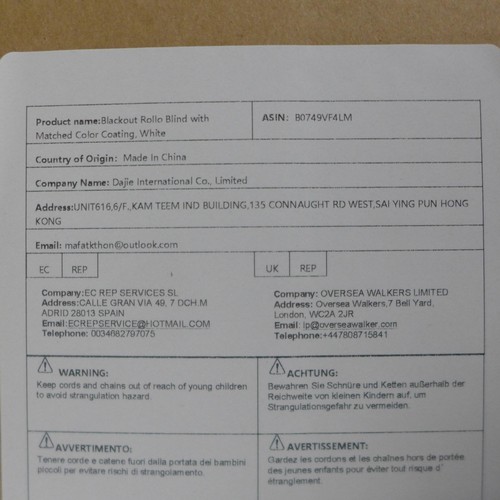 Product name:Blackout Rollo Blind with
Matched Color Coating, White
ASIN: B0749VF4LM
Country of Origin: Made In China
Company Name: Dajie International Co., Limited
Address:UNIT616,6/F.,KAM TEEM IND BUILDING,135 CONNAUGHT RD WEST,SAI YING PUN HONG
KONG
Email: mafatkthon@outlook.com
EC REP
Company:EC REP SERVICES SL
Address:CALLE GRAN VIA 49, 7 DCH.M
ADRID 28013 SPAIN
Email:ECREPSERVICE@HOTMAIL.COM
Telephone: 0034682797075
UK REP
Company: OVERSEA WALKERS LIMITED
Address: Oversea Walkers,7 Bell Yard,
London, WC2A 2JR
Email: ip@overseawalker.com
Telephone:+447808715841
WARNING:
Keep cords and chains out of reach of young children
to avoid strangulation hazard.
ACHTUNG:
Bewahren Sie Schnüre und Ketten außerhalb der
Reichweite von kleinen Kindern auf, um
Strangulationsgefahr zu vermeiden.
AVVERTIMENTO:
Tenere corde e catene fuori dalla portata dei bambini
piccoli per evitare rischi di strangolamento.
AVERTISSEMENT:
Gardez les cordons et les chaînes hors de portée
des jeunes enfants pour éviter tout risque d'
étranglement.